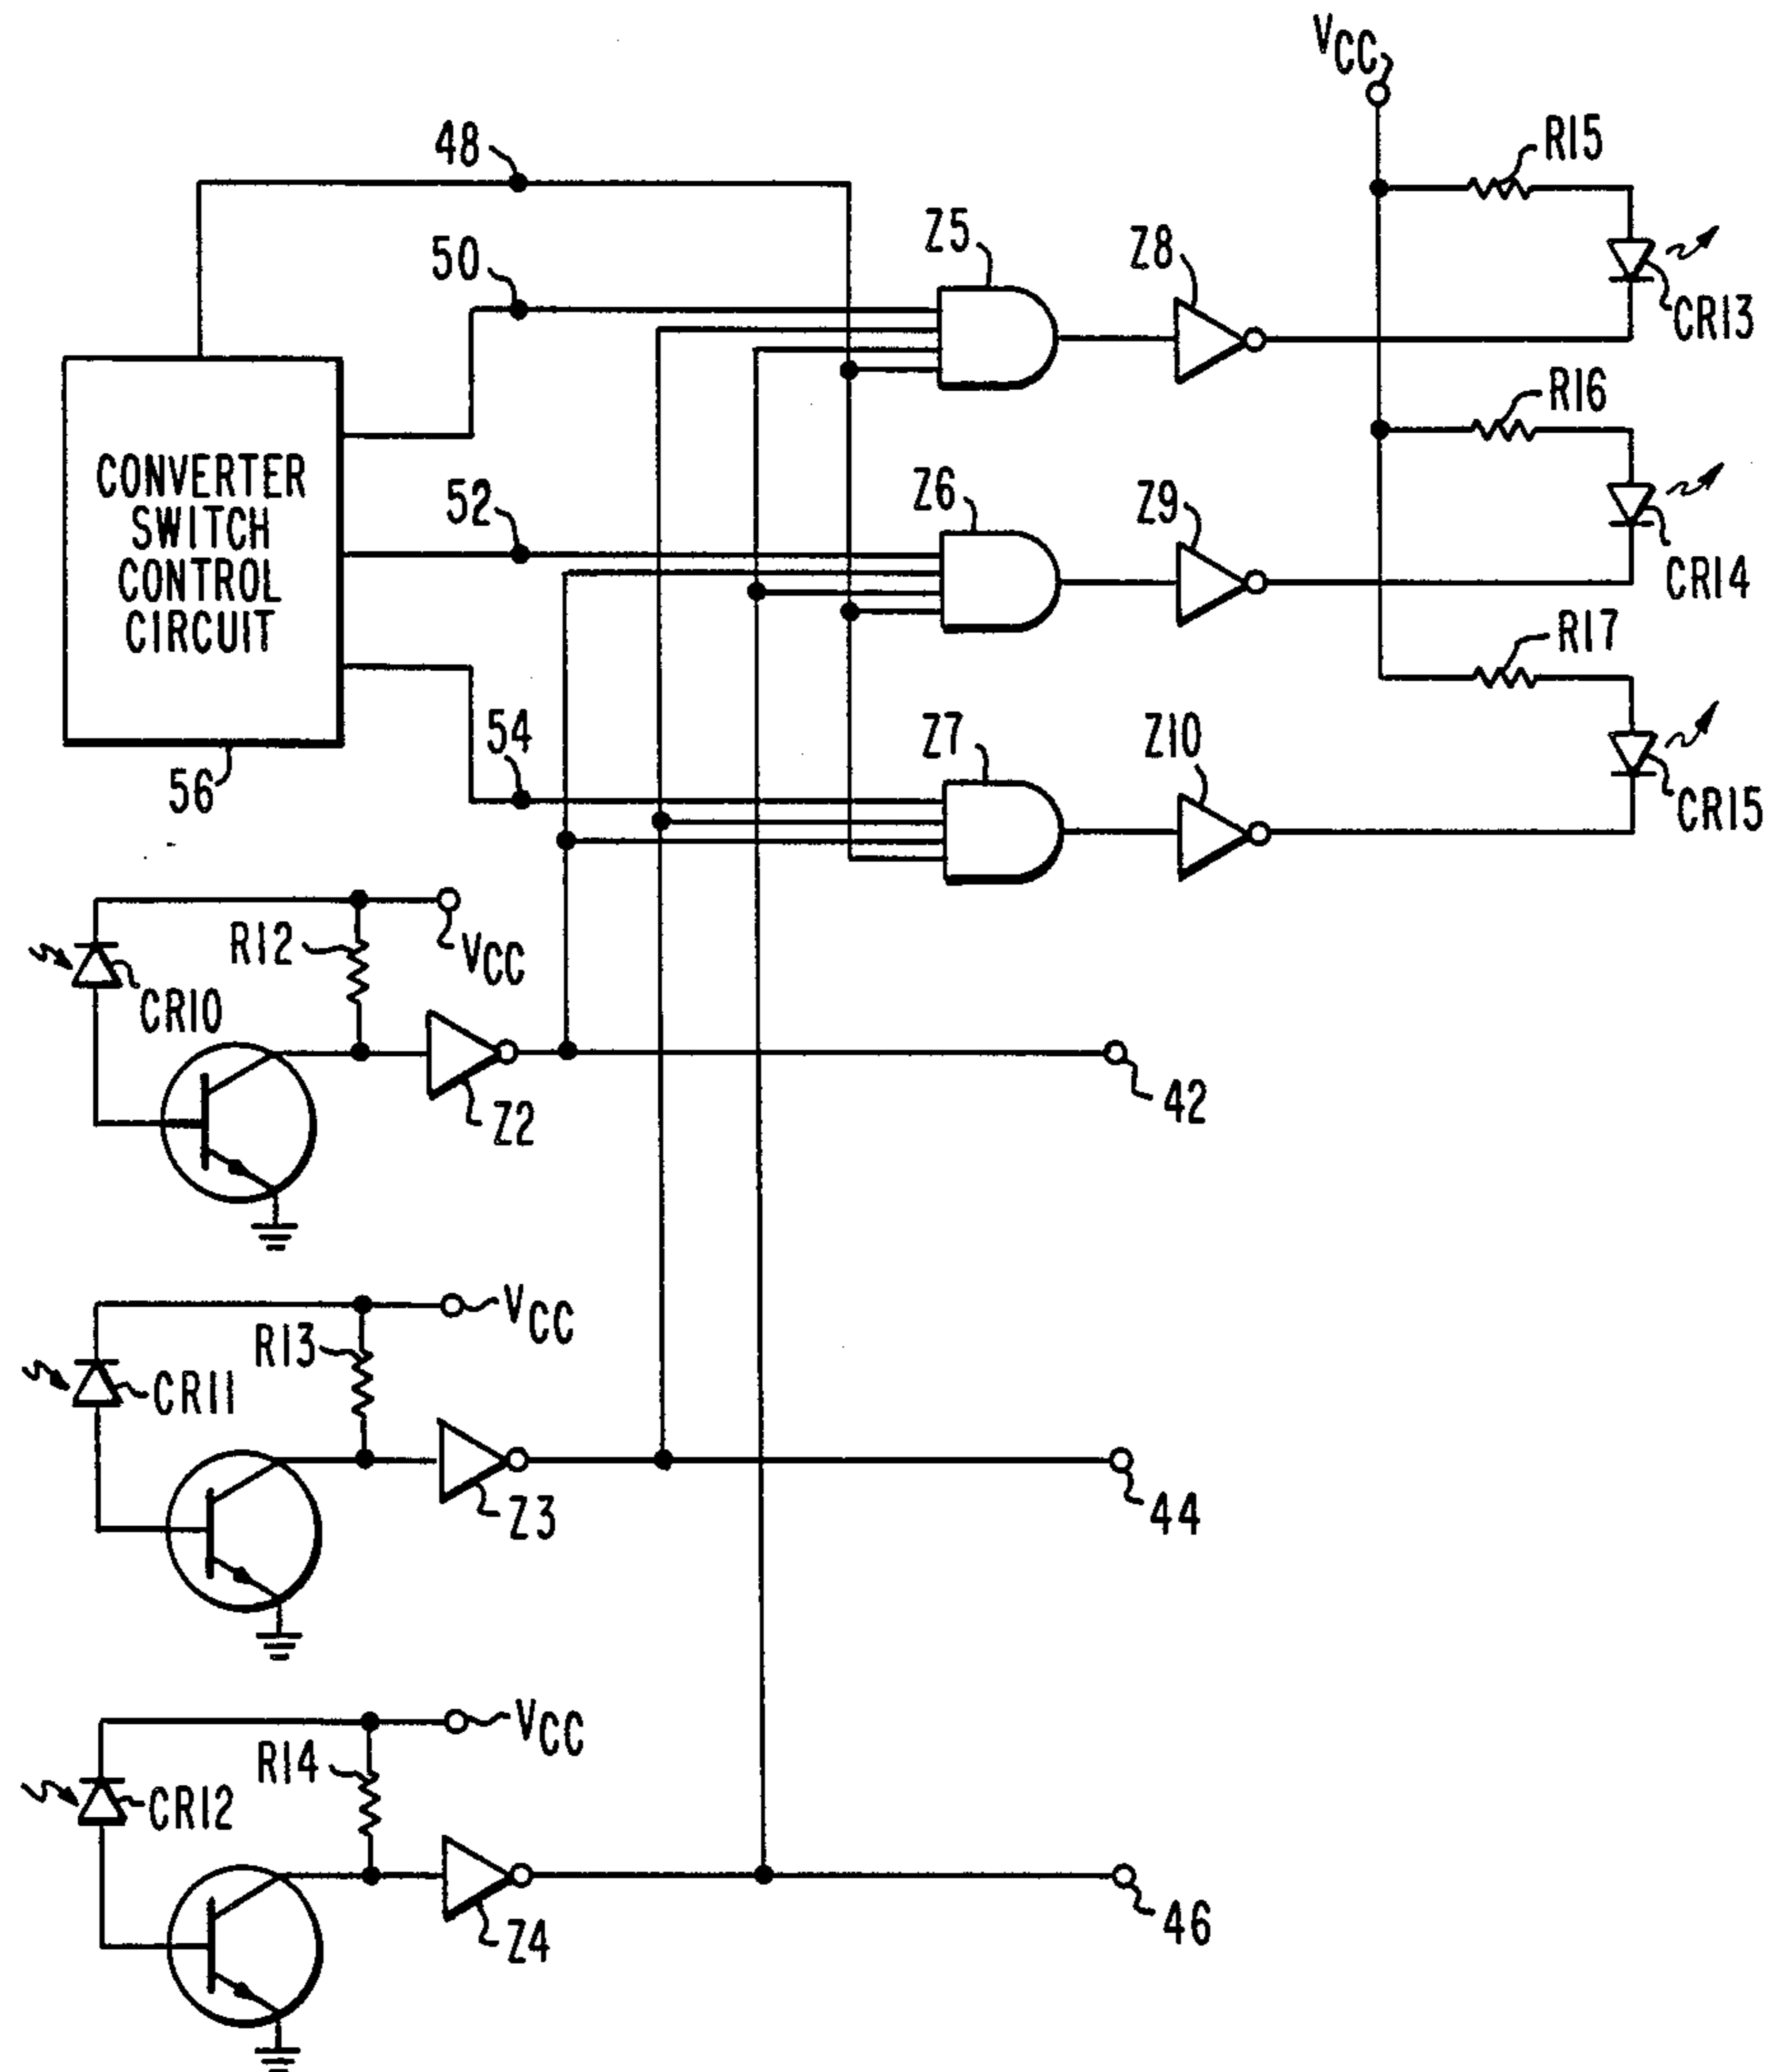 VCC
48
R15
50
Z5
Z8
CR13
R16
CONVERTER
SWITCH
CONTROL
CIRCUIT
52
Z6
Z9
CR14
R17
54
Z7
Z10
56
CR15
R12
VCC
CR10
Z2
42
VCC
R13
CR11
Z3
44
VCC
R14
CR12
Z4
46